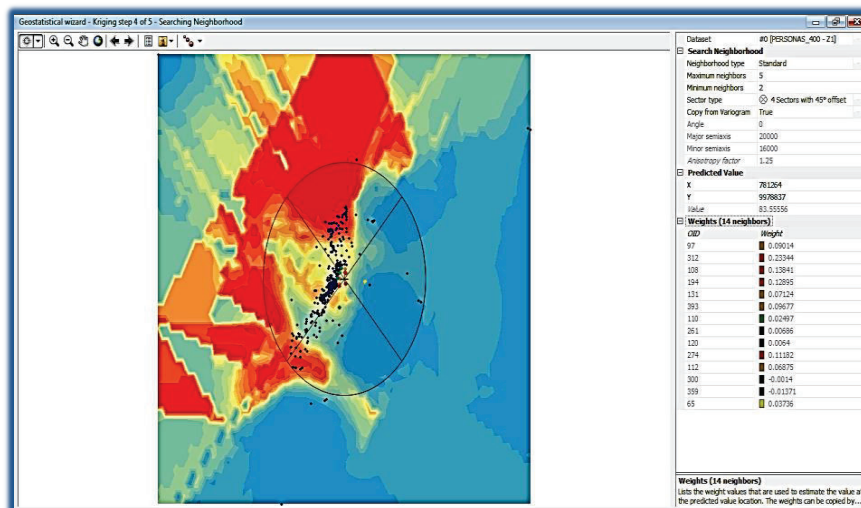 Geostatistical wizard - Kriging step 4 of 5 - Searching Neighborhood
Dataset #0 [PERSONAS_400 - Z1]
Search Neighborhood
Neighborhood type Standard
Maximum neighbors 5
Minimum neighbors 2
Sector type 4 Sectors with 45° offset
Copy from Variogram True
Angle 0
Major semiaxis 20000
Minor semiaxis 16000
Anisotropy factor 1.25
Predicted Value
X 781264
Y 9978837
Value 83.55556
Weights (14 neighbors)
OID Weight
97 0.09014
312 0.23344
108 0.13841
194 0.12895
131 0.07124
393 0.09677
110 0.02497
261 0.00686
120 0.0064
274 0.11182
112 0.06875
300 -0.0014
359 -0.01371
65 0.03736
Weights (14 neighbors)
Lists the weight values that are used to estimate the value a
the predicted value location. The weights can be copied by...